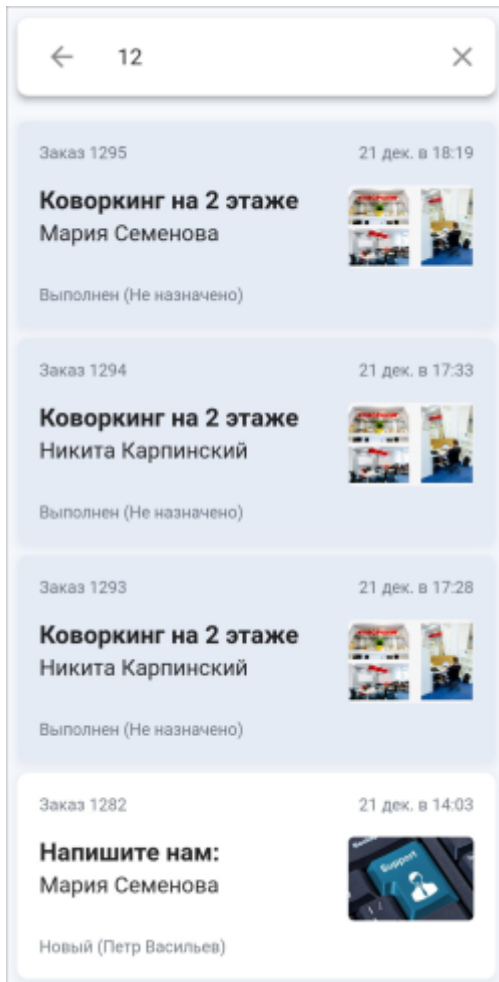 12
Заказ 1295 21 дек. в 18:19
Коворкинг на 2 этаже
Мария Семенова
Выполнен (Не назначено)
Заказ 1294 21 дек. в 17:33
Коворкинг на 2 этаже
Никита Карпинский
Выполнен (Не назначено)
Заказ 1293 21 дек. в 17:28
Коворкинг на 2 этаже
Никита Карпинский
Выполнен (Не назначено)
Заказ 1282 21 дек. в 14:03
Напишите нам:
Мария Семенова
Support
Новый (Петр Васильев)